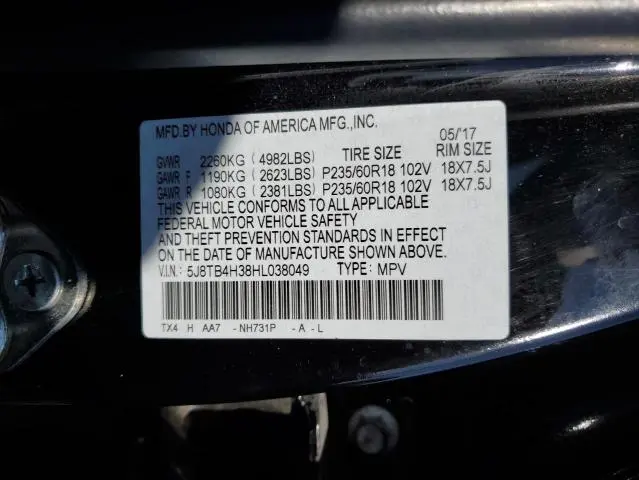 MFD.BY HONDA OF AMERICA MFG.,INC. 05/'17
GVWR 2260KG (4982LBS) TIRE SIZE RIM SIZE
GAWR F 1190KG (2623LBS) P235/60R18 102V 18X7.5J
GAWR R 1080KG (2381LBS) P235/60R18 102V 18X7.5J
THIS VEHICLE CONFORMS TO ALL APPLICABLE
FEDERAL MOTOR VEHICLE SAFETY
AND THEFT PREVENTION STANDARDS IN EFFECT
ON THE DATE OF MANUFACTURE SHOWN ABOVE.
V.I.N.: 5J8TB4H38HL038049 TYPE: MPV
TX4 H AA7 -NH731P -A-L